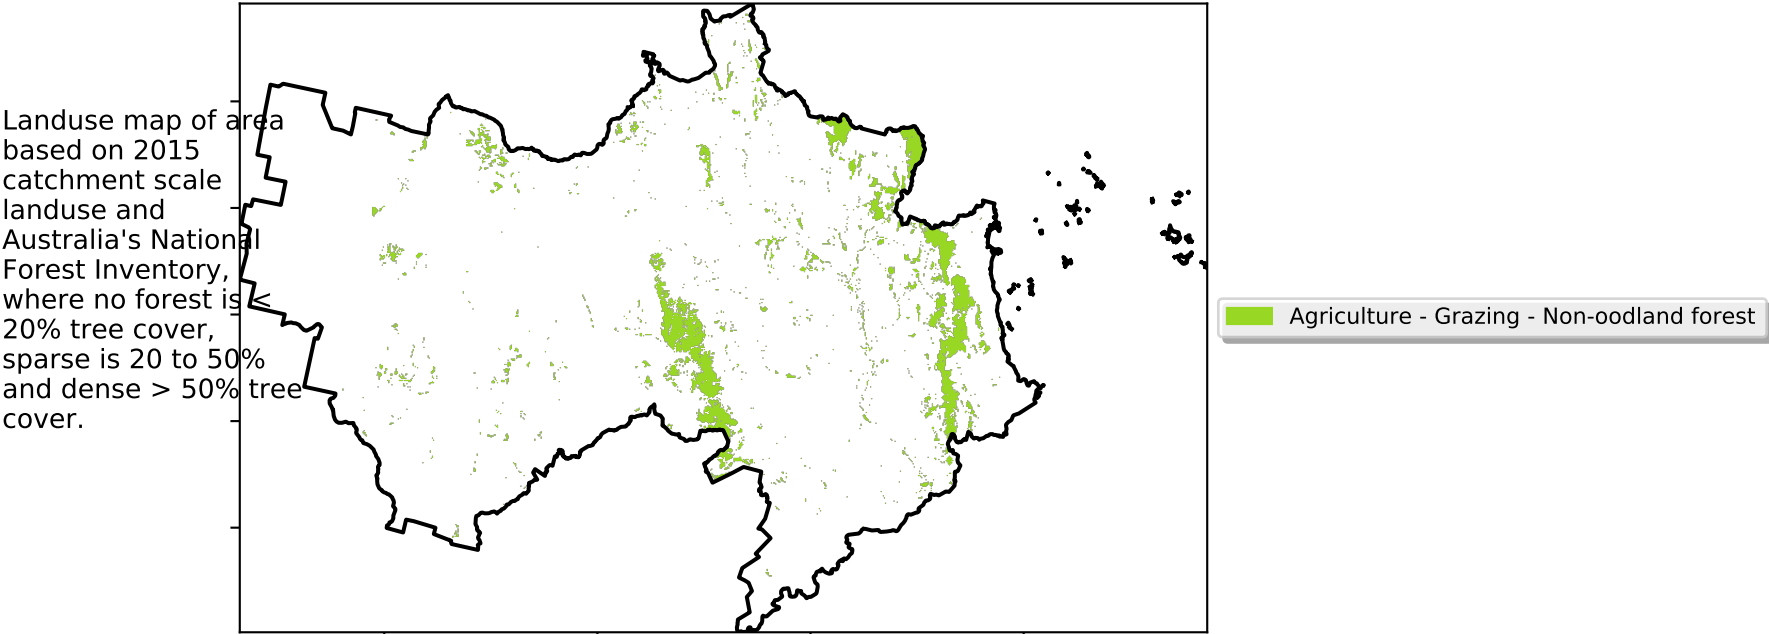 Landuse map of area
based on 2015
catchment scale
landuse and
Australia's National
Forest Inventory,
where no forest is <
20% tree cover,
sparse is 20 to 50%
and dense > 50% tree
cover.
Agriculture - Grazing - Non-oodland forest